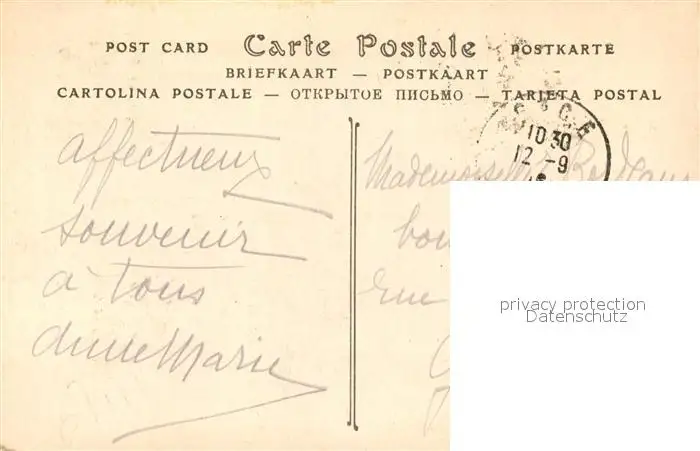 POST CARD Carte Postale POSTKARTE
BRIEFKAART — POSTKAART
CARTOLINA POSTALE — ОТКРЫТОЕ ПИСЬМО — TARJETA POSTAL
10 30
12 - 9
affectueux
souvenir
à tous
Anne Marie
Mademoiselle
rue
privacy protection
Datenschutz